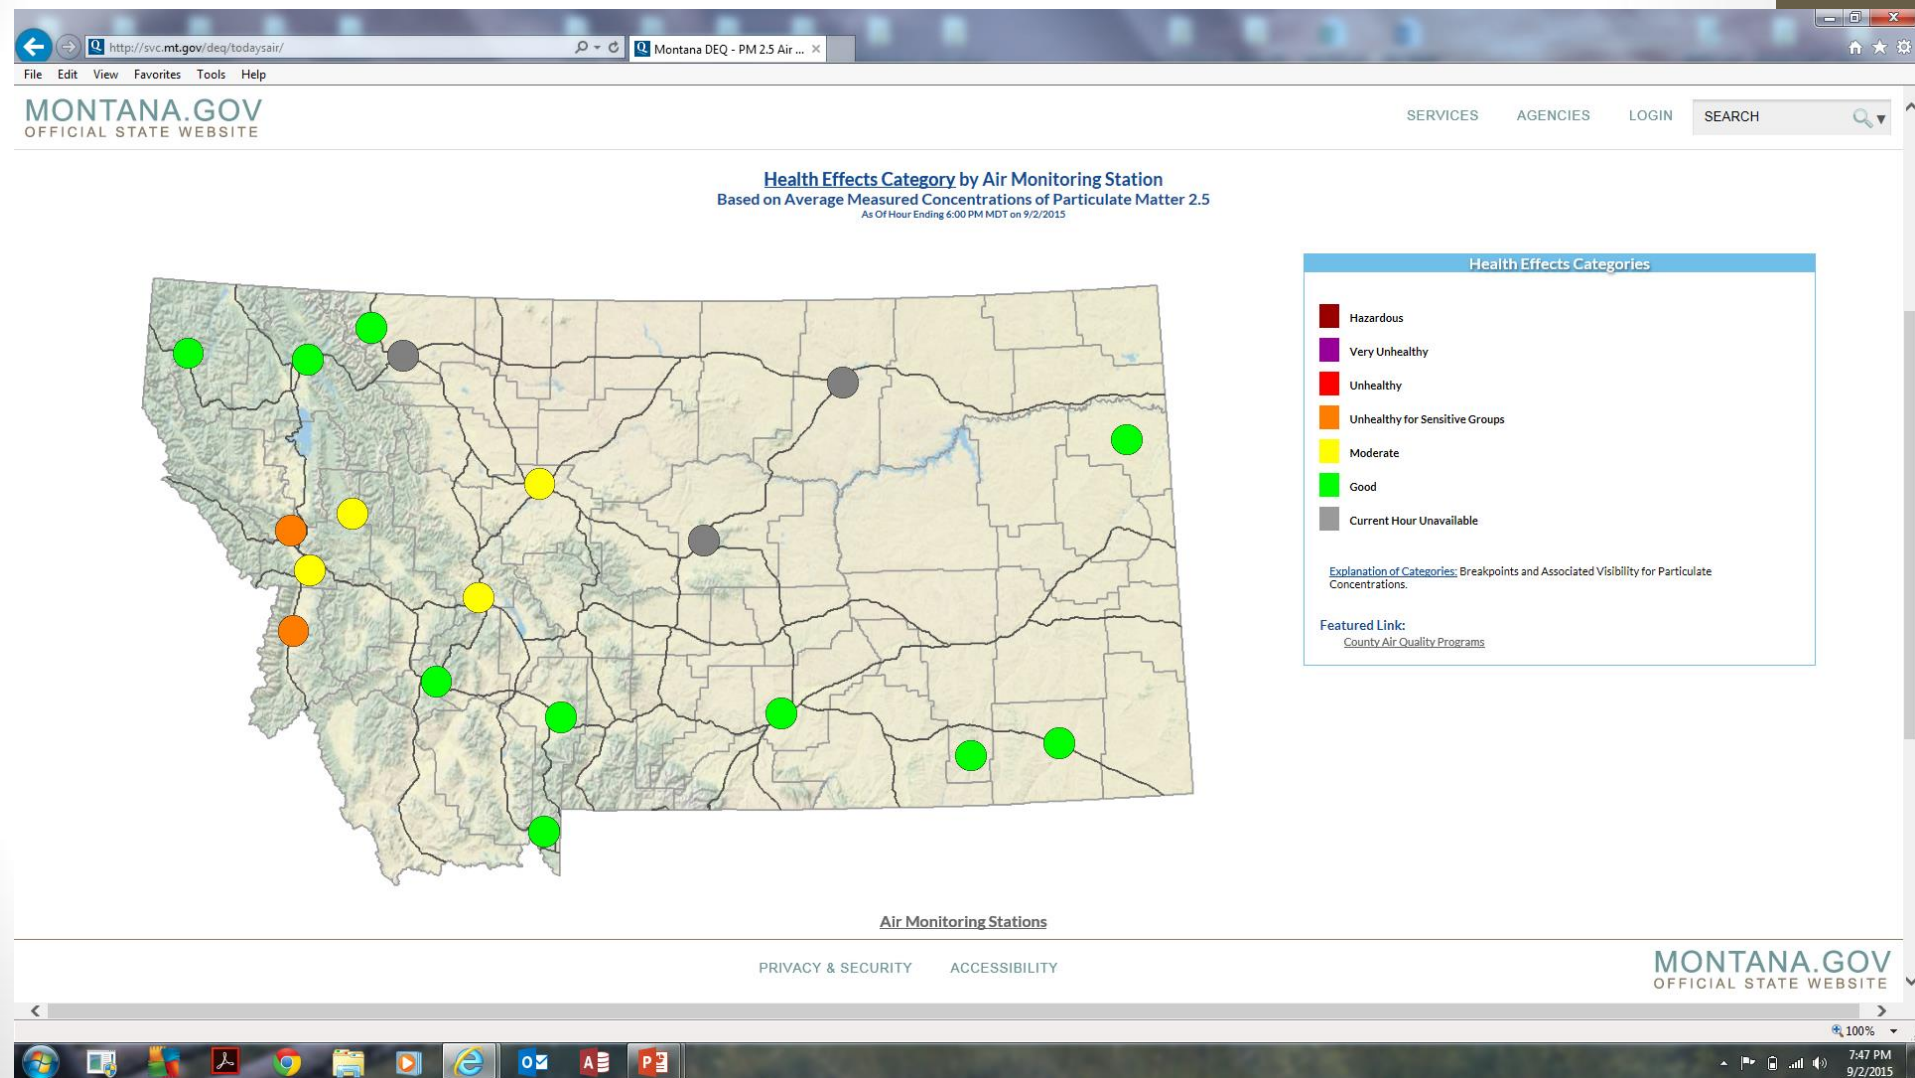 http://svc.mt.gov/deq/todaysair/
Montana DEQ - PM 2.5 Air ...
File Edit View Favorites Tools Help
MONTANA.GOV
OFFICIAL STATE WEBSITE
SERVICES AGENCIES LOGIN SEARCH
Health Effects Category by Air Monitoring Station
Based on Average Measured Concentrations of Particulate Matter 2.5
As Of Hour Ending 6:00 PM MDT on 9/2/2015
Health Effects Categories
Hazardous
Very Unhealthy
Unhealthy
Unhealthy for Sensitive Groups
Moderate
Good
Current Hour Unavailable
Explanation of Categories: Breakpoints and Associated Visibility for Particulate
Concentrations.
Featured Link:
County Air Quality Programs
Air Monitoring Stations
PRIVACY & SECURITY ACCESSIBILITY
MONTANA.GOV
OFFICIAL STATE WEBSITE
100%
7:47 PM
9/2/2015